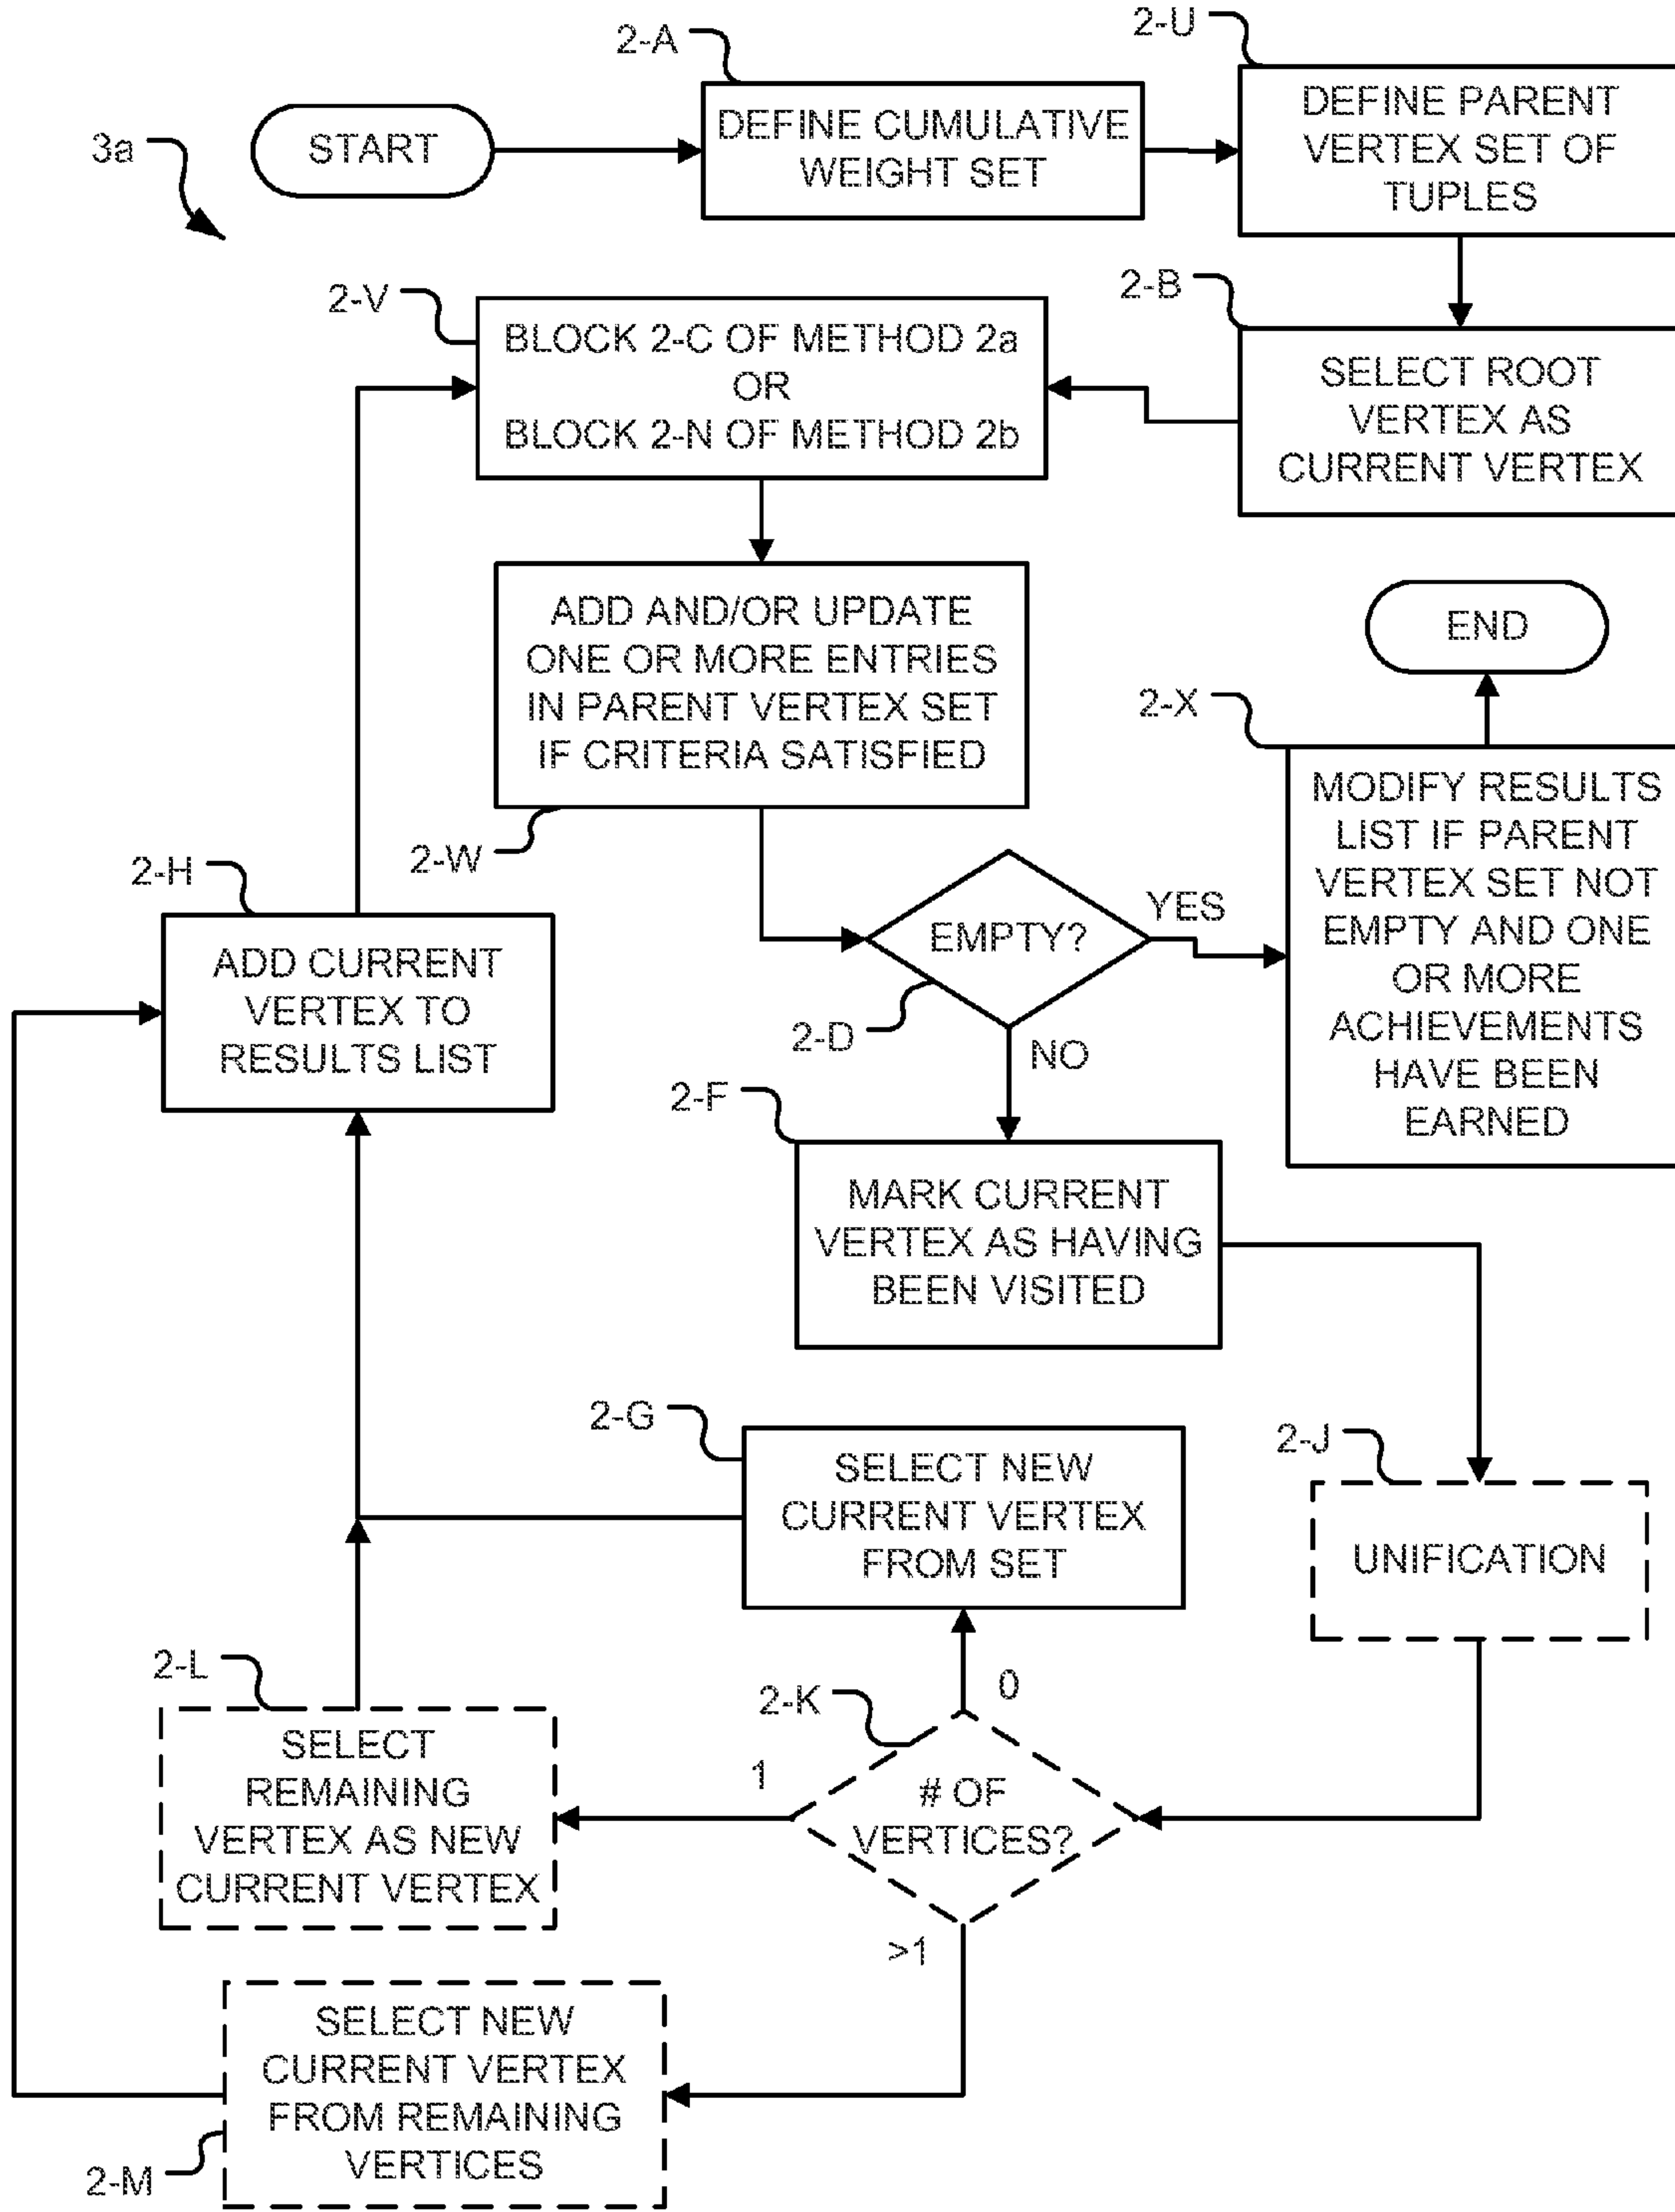 2-A
2-U
3a
START
DEFINE CUMULATIVE
WEIGHT SET
DEFINE PARENT
VERTEX SET OF
TUPLES
2-V
2-B
BLOCK 2-C OF METHOD 2a
OR
BLOCK 2-N OF METHOD 2b
SELECT ROOT
VERTEX AS
CURRENT VERTEX
ADD AND/OR UPDATE
ONE OR MORE ENTRIES
IN PARENT VERTEX SET
IF CRITERIA SATISFIED
END
2-X
2-W
2-H
MODIFY RESULTS
LIST IF PARENT
VERTEX SET NOT
EMPTY AND ONE
OR MORE
ACHIEVEMENTS
HAVE BEEN
EARNED
EMPTY?
YES
ADD CURRENT
VERTEX TO
RESULTS LIST
2-D
NO
2-F
MARK CURRENT
VERTEX AS HAVING
BEEN VISITED
2-G
2-J
SELECT NEW
CURRENT VERTEX
FROM SET
UNIFICATION
2-L
2-K
0
SELECT
REMAINING
VERTEX AS NEW
CURRENT VERTEX
1
# OF
VERTICES?
>1
SELECT NEW
CURRENT VERTEX
FROM REMAINING
VERTICES
2-M